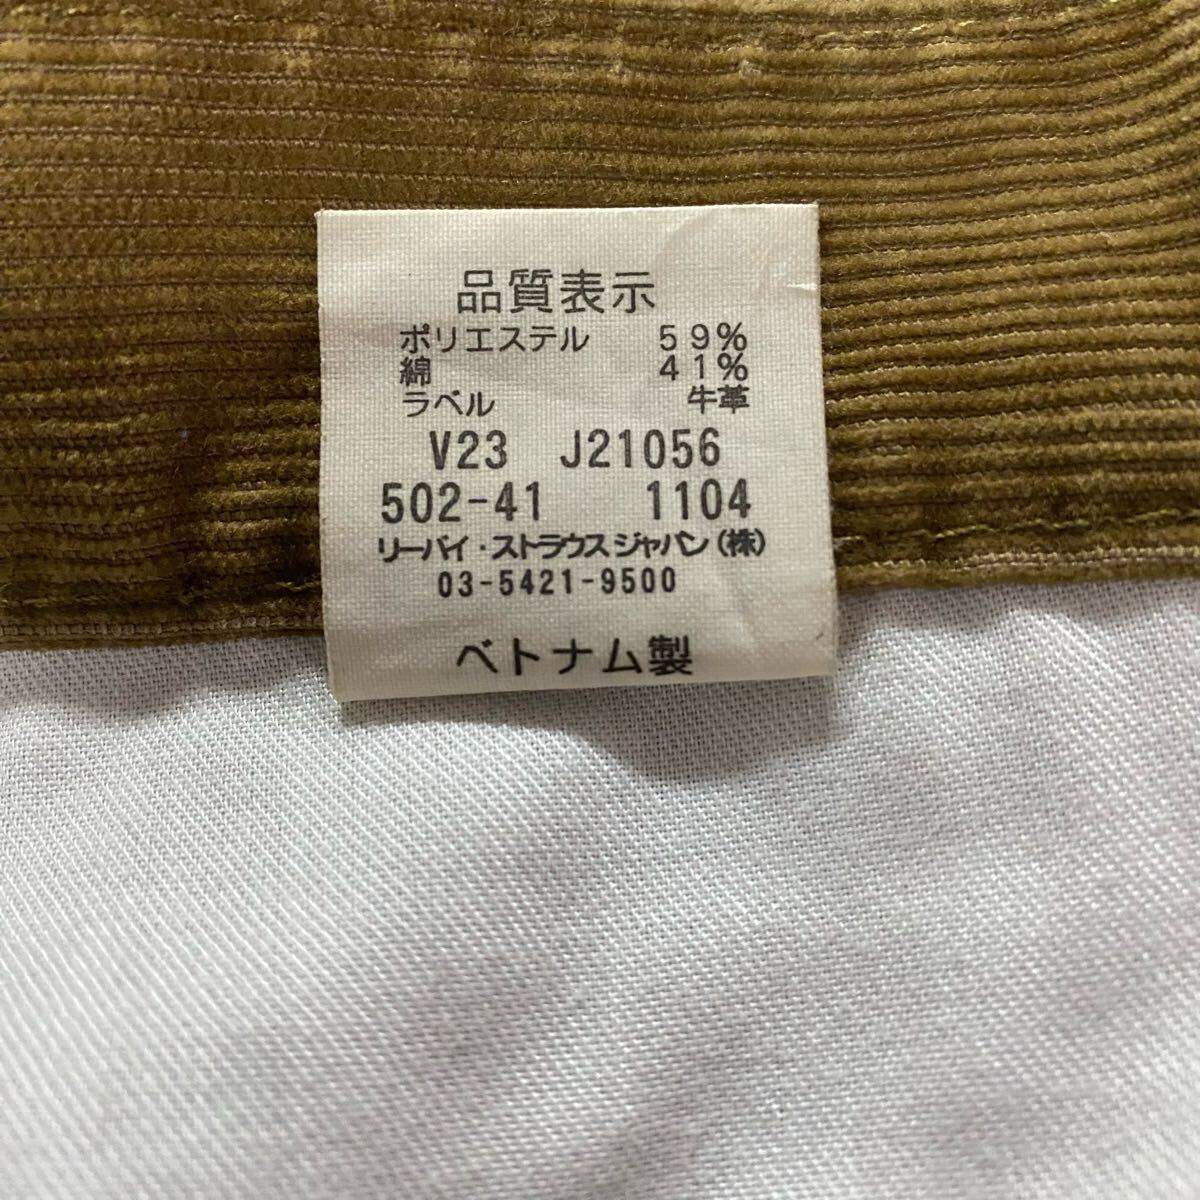 品質表示
ポリエステル 59%
綿 41%
ラベル 牛革
V23 J21056
502-41 1104
リーバイ・ストラウスジャパン(株)
03-5421-9500
ベトナム製